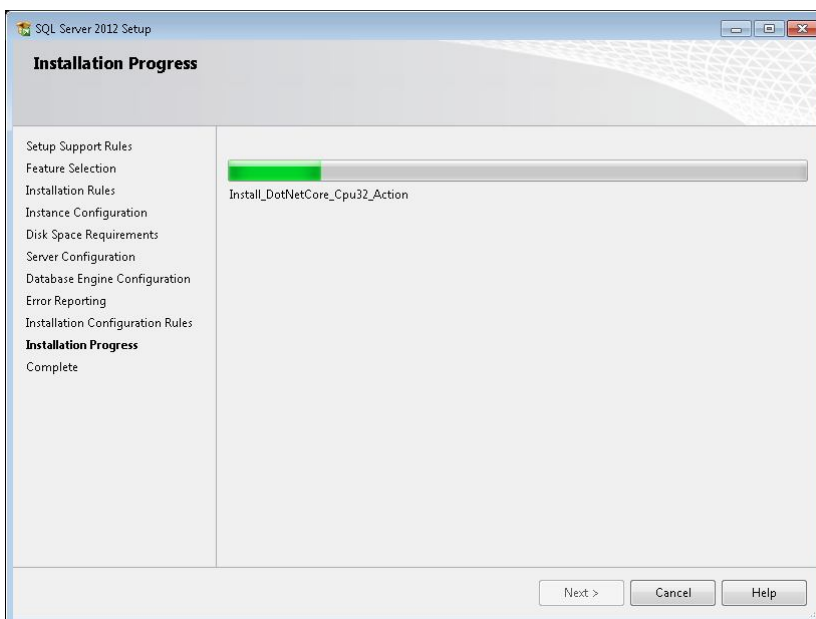 SQL Server 2012 Setup
Installation Progress
Setup Support Rules
Feature Selection
Installation Rules
Instance Configuration
Disk Space Requirements
Server Configuration
Database Engine Configuration
Error Reporting
Installation Configuration Rules
Installation Progress
Complete
Install_DotNetCore_Cpu32_Action
Next >
Cancel
Help